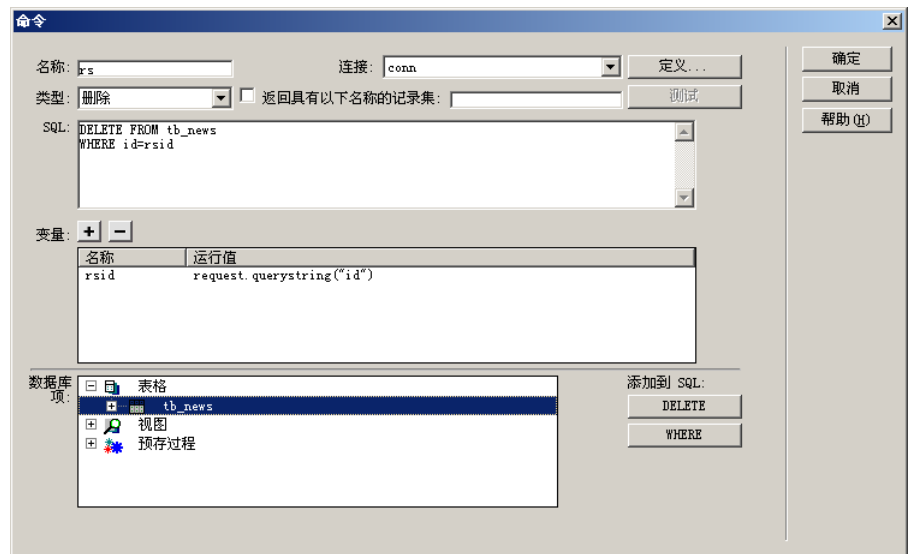 命令
名称: rs 连接: conn 定义... 确定
类型: 删除 返回具有以下名称的记录集: 测试 取消
帮助(H)
SQL: DELETE FROM tb_news
WHERE id=rsid
变量:
名称 运行值
rsid request.querystring("id")
数据库项: 表格 添加到 SQL:
tb_news DELETE
视图 WHERE
预存过程